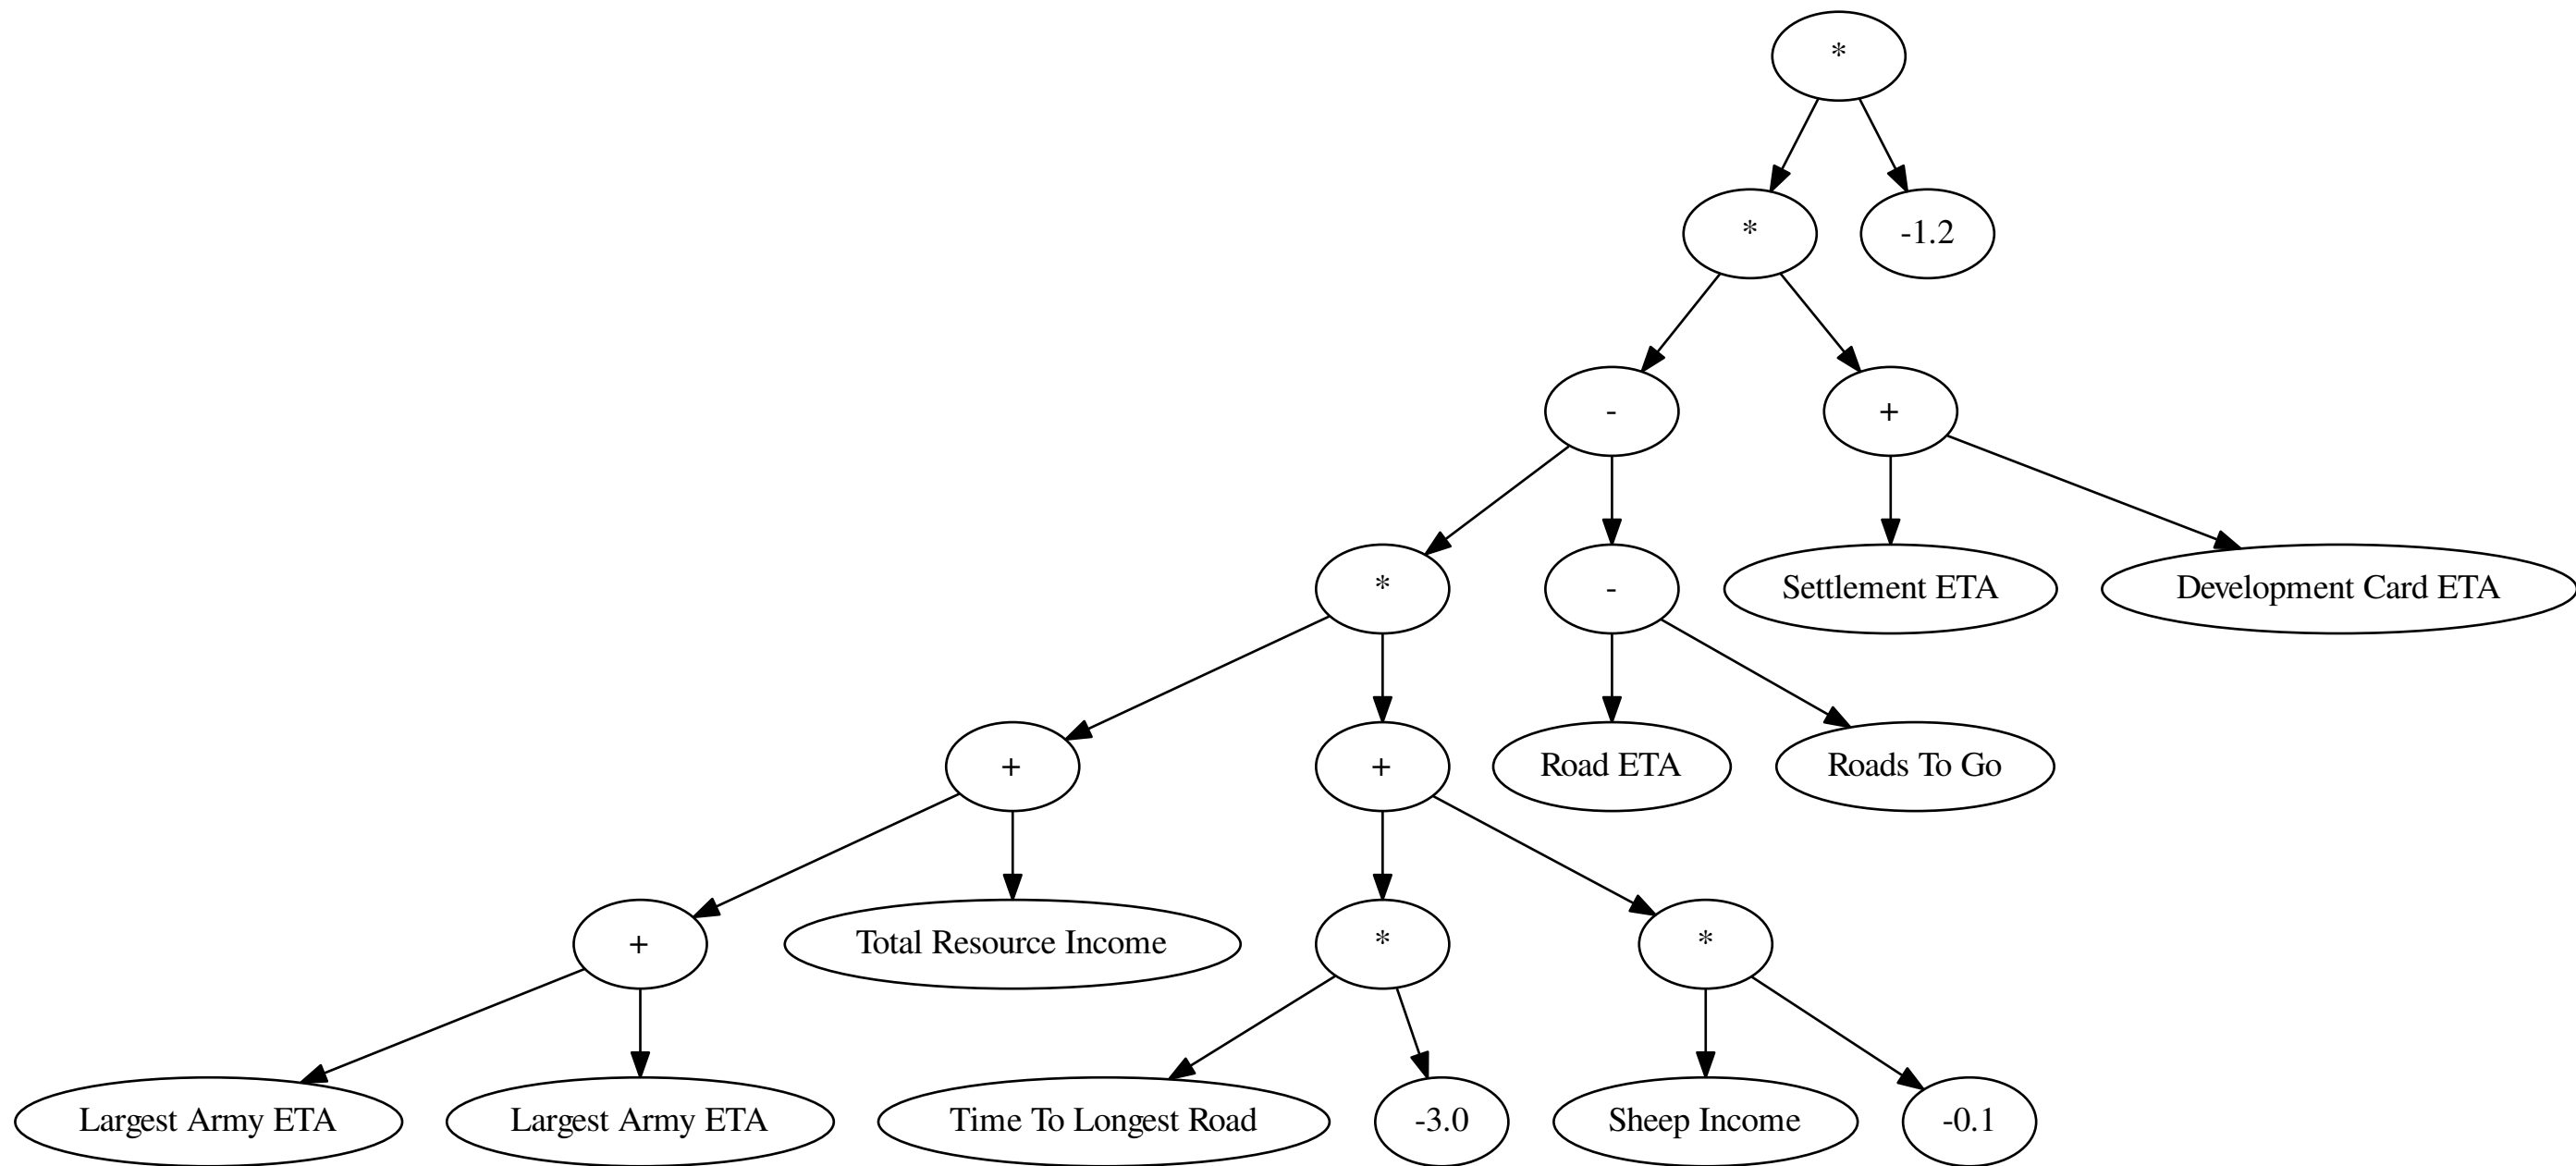 *
*
-1.2
-
+
*
-
Settlement ETA
Development Card ETA
+
+
Road ETA
Roads To Go
+
Total Resource Income
*
*
Largest Army ETA
Largest Army ETA
Time To Longest Road
-3.0
Sheep Income
-0.1